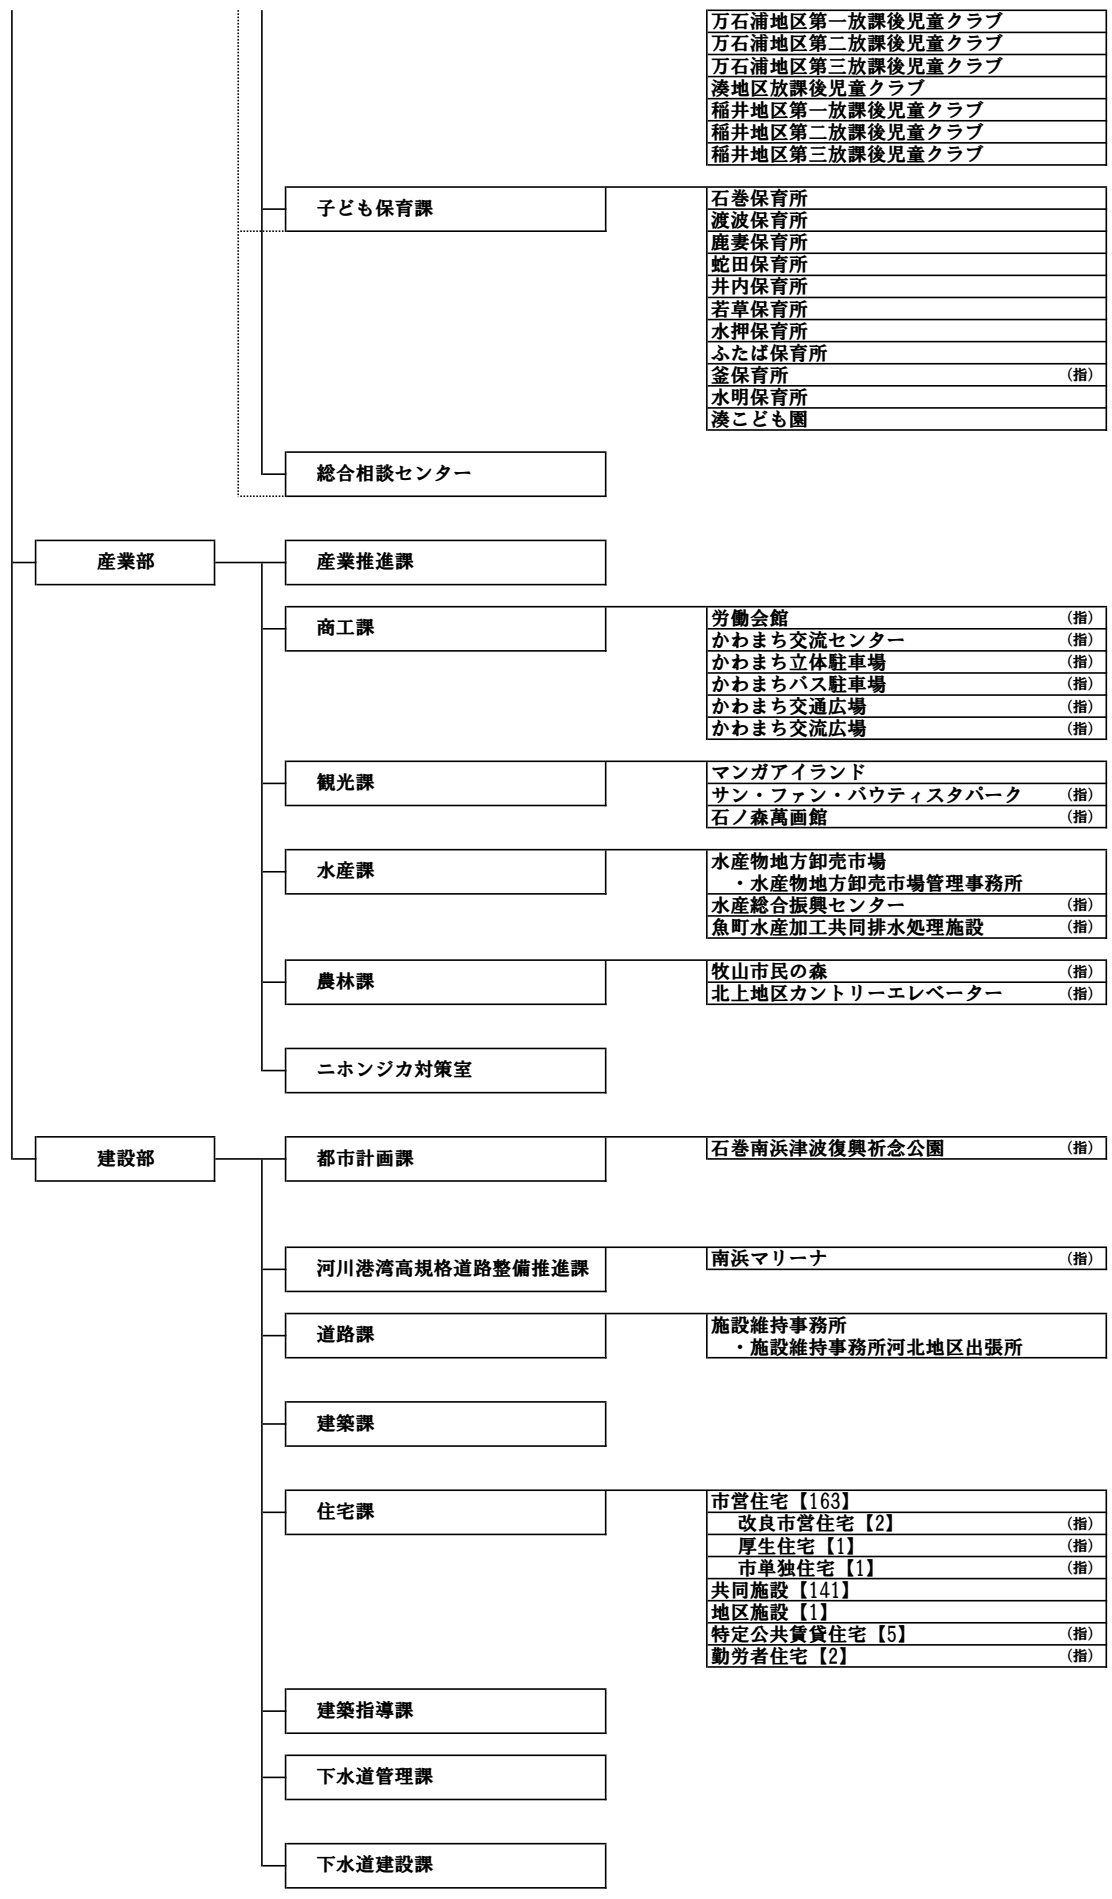 万石浦地区第一放課後児童クラブ
万石浦地区第二放課後児童クラブ
万石浦地区第三放課後児童クラブ
湊地区放課後児童クラブ
稲井地区第一放課後児童クラブ
稲井地区第二放課後児童クラブ
稲井地区第三放課後児童クラブ
子ども保育課
石巻保育所
渡波保育所
鹿妻保育所
蛇田保育所
井内保育所
若草保育所
水押保育所
ふたば保育所
釜保育所 (指)
水明保育所
湊こども園
総合相談センター
産業部
産業推進課
商工課
労働会館 (指)
かわまち交流センター (指)
かわまち立体駐車場 (指)
かわまちバス駐車場 (指)
かわまち交通広場 (指)
かわまち交流広場 (指)
観光課
マンガアイランド
サン・ファン・バウティスタパーク (指)
石ノ森萬画館 (指)
水産課
水産物地方卸売市場
・水産物地方卸売市場管理事務所
水産総合振興センター (指)
魚町水産加工共同排水処理施設 (指)
農林課
牧山市民の森 (指)
北上地区カントリーエレベーター (指)
ニホンジカ対策室
建設部
都市計画課
石巻南浜津波復興祈念公園 (指)
河川港湾高規格道路整備推進課
南浜マリーナ (指)
道路課
施設維持事務所
・施設維持事務所河北地区出張所
建築課
住宅課
市営住宅【163】
改良市営住宅【2】 (指)
厚生住宅【1】 (指)
市単独住宅【1】 (指)
共同施設【141】
地区施設【1】
特定公共賃貸住宅【5】 (指)
勤労者住宅【2】 (指)
建築指導課
下水道管理課
下水道建設課